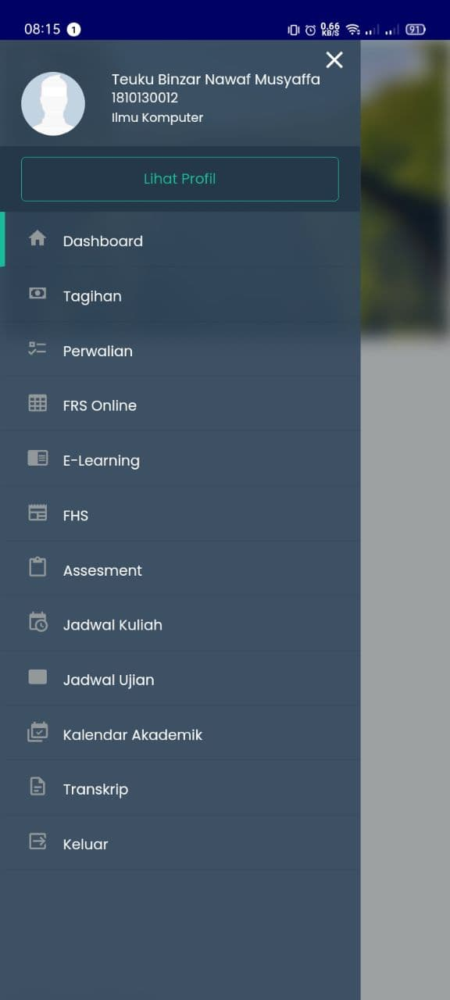 08:15 1 0.66 KB/S 91
Teuku Binzar Nawaf Musyaffa
1810130012
Ilmu Komputer
Lihat Profil
Dashboard
Tagihan
Perwalian
FRS Online
E-Learning
FHS
Assesment
Jadwal Kuliah
Jadwal Ujian
Kalendar Akademik
Transkrip
Keluar